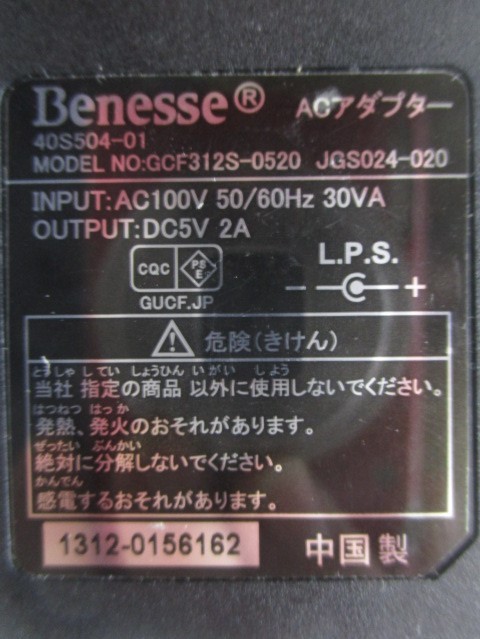 Benesse® ACアダプター
40S504-01
MODEL NO:GCF312S-0520 JGS024-020
INPUT:AC100V 50/60Hz 30VA
OUTPUT:DC5V 2A
L.P.S.
CQC PS E
− +
GUCF.JP
危険(きけん)
とうしゃ してい しょうひん いがい しよう
当社 指定の商品 以外に使用しないでください。
はつねつ はっか
発熱、発火のおそれがあります。
ぜったい ぶんかい
絶対に分解しないでください。
かんでん
感電するおそれがあります。
1312-0156162 中国製